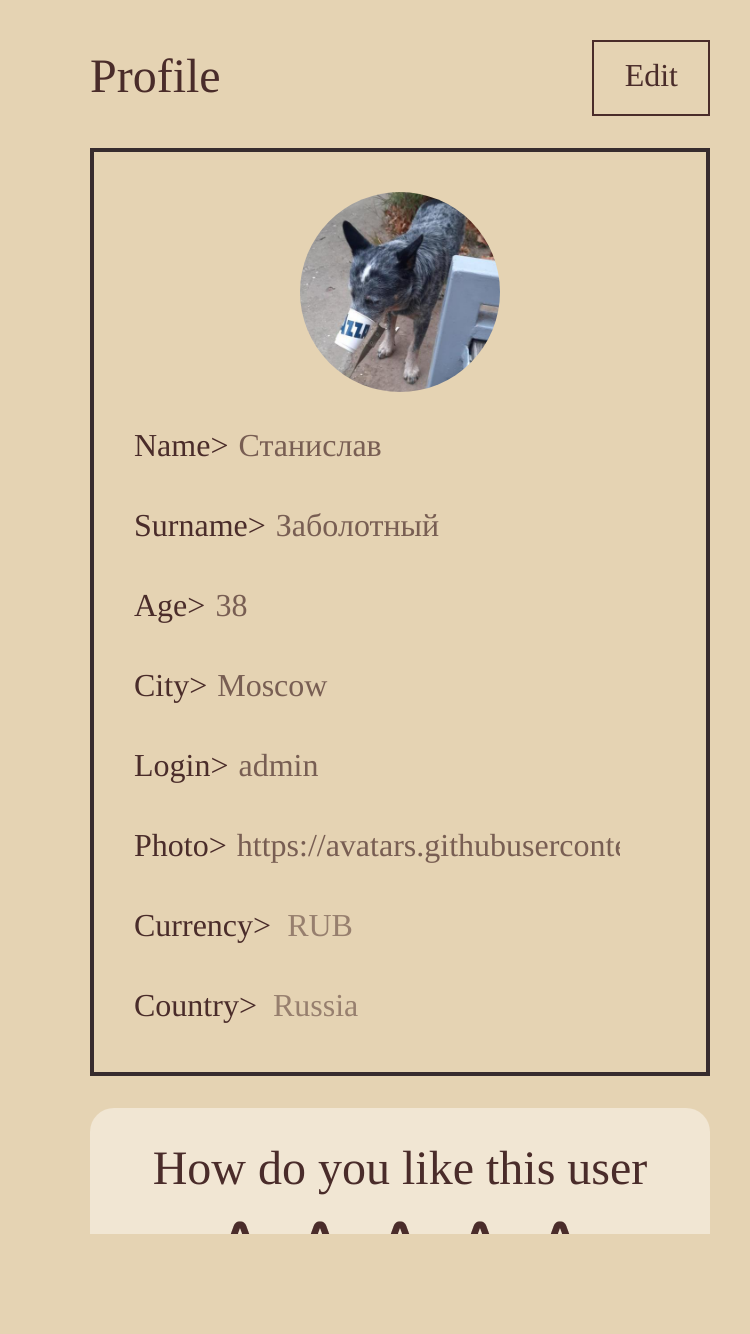 Profile
Edit
Name> Станислав
Surname> Заболотный
Age> 38
City> Moscow
Login> admin
Photo> https://avatars.githubuserconte
Currency> RUB
Country> Russia
How do you like this user